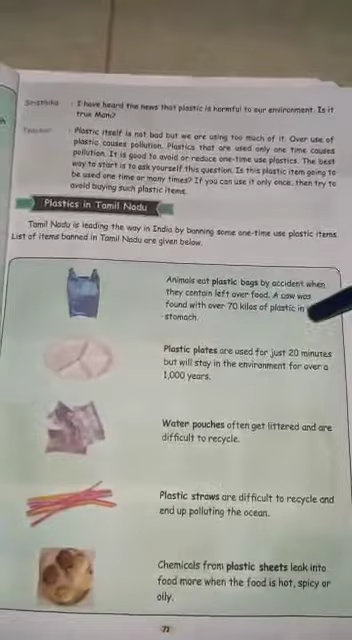 Sirsthika : I have heard the news that plastic is harmful to our environment. Is it
true Mam?
Teacher : Plastic itself is not bad but we are using too much of it. Over use of
plastic causes pollution. Plastics that are used only one time causes
pollution. It is good to avoid or reduce one-time use plastics. The best
way to start is to ask yourself this question. Is this plastic item going to
be used one time or many times? If you can use it only once, then try to
avoid buying such plastic items.
Plastics in Tamil Nadu
Tamil Nadu is leading the way in India by banning some one-time use plastic items.
List of items banned in Tamil Nadu are given below.
Animals eat plastic bags by accident when
they contain left over food. A cow was
found with over 70 kilos of plastic in
stomach.
Plastic plates are used for just 20 minutes
but will stay in the environment for over a
1,000 years.
Water pouches often get littered and are
difficult to recycle.
Plastic straws are difficult to recycle and
end up polluting the ocean.
Chemicals from plastic sheets leak into
food more when the food is hot, spicy or
oily.